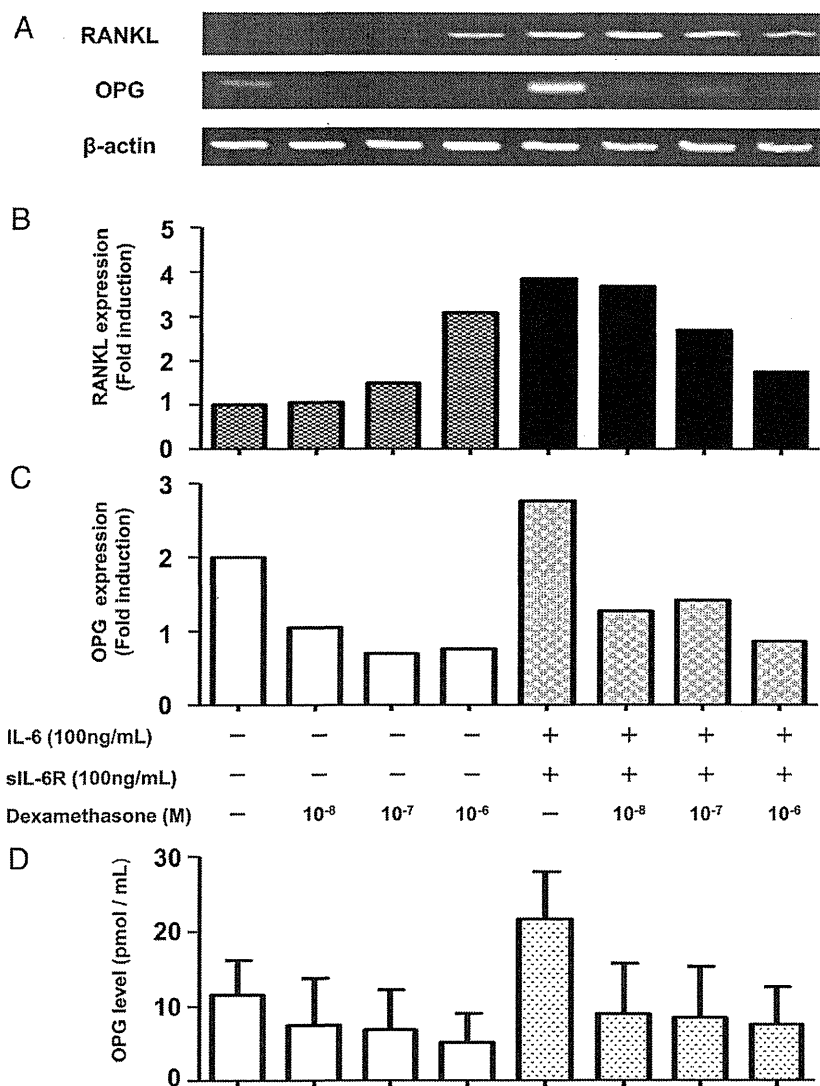 A
RANKL
OPG
β-actin
B
RANKL expression
(Fold induction)
5
4
3
2
1
0
C
OPG expression
(Fold induction)
3
2
1
0
IL-6 (100ng/mL) − − − − + + + +
sIL-6R (100ng/mL) − − − − + + + +
Dexamethasone (M) − 10⁻⁸ 10⁻⁷ 10⁻⁶ − 10⁻⁸ 10⁻⁷ 10⁻⁶
D
OPG level (pmol / mL)
30
20
10
0